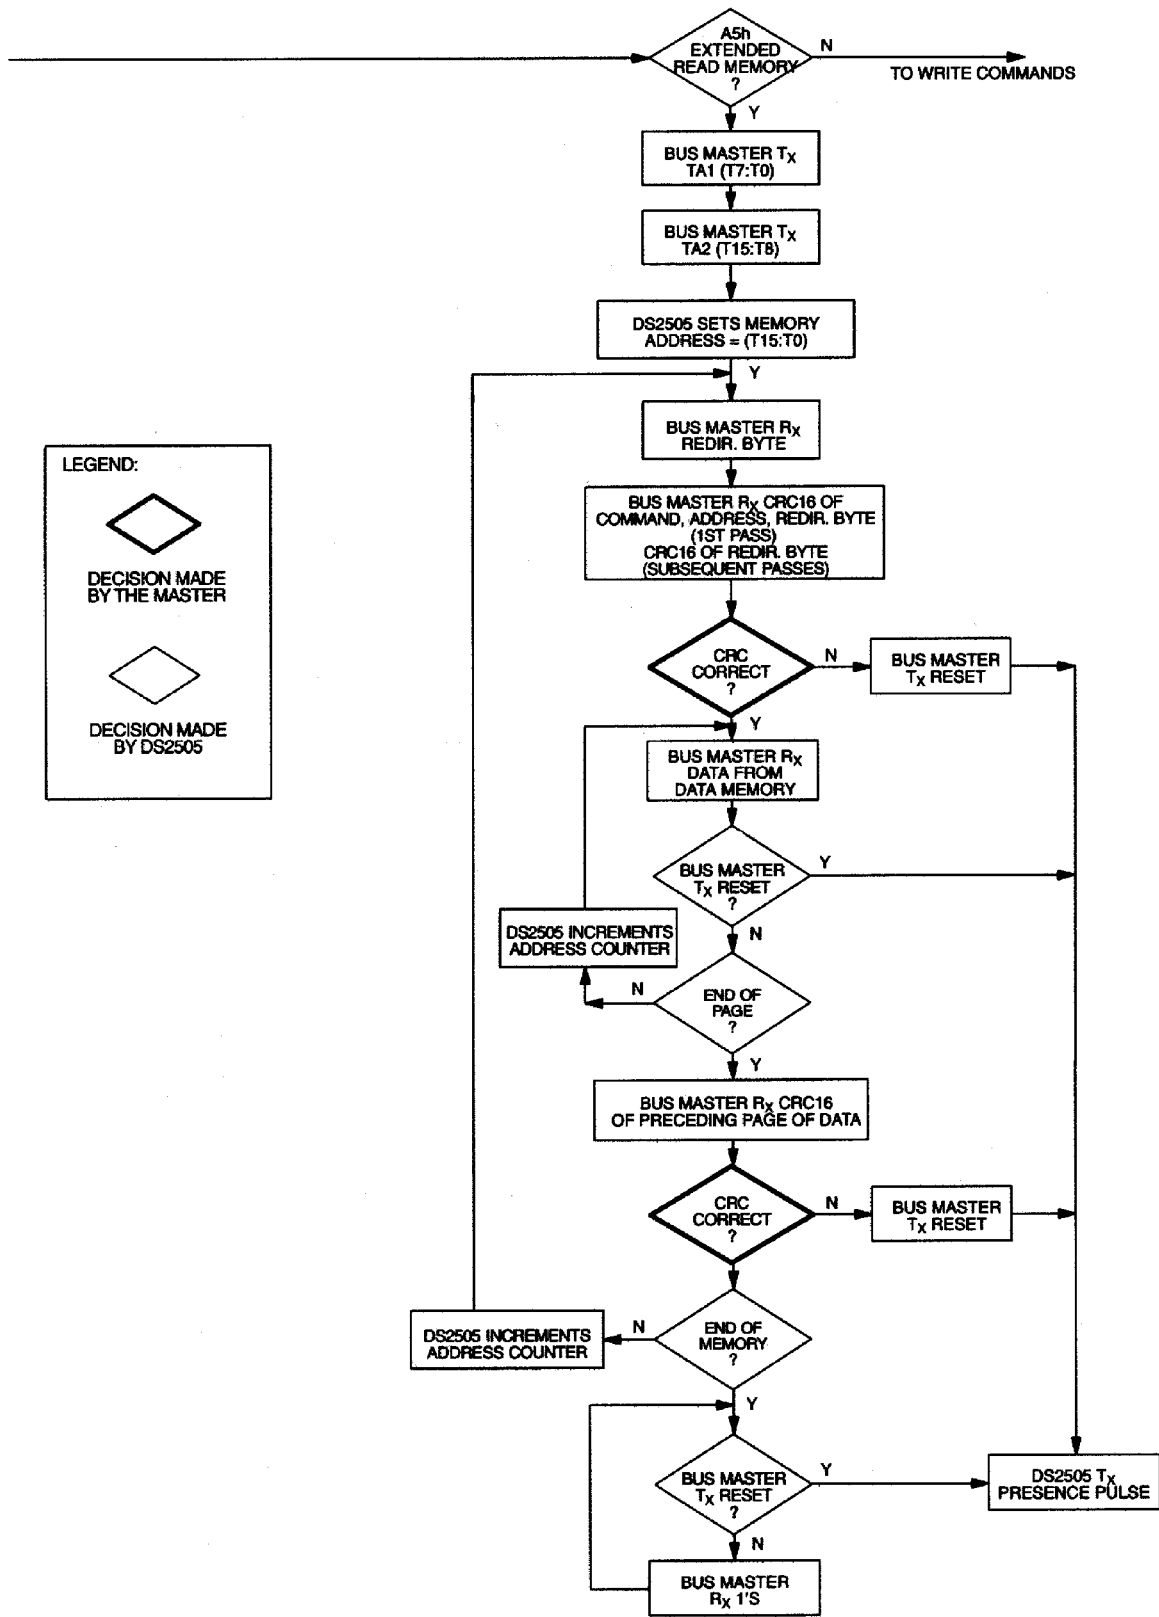 A5h
EXTENDED
READ MEMORY
?
N
TO WRITE COMMANDS
Y
BUS MASTER TX
TA1 (T7:T0)
BUS MASTER TX
TA2 (T15:T8)
DS2505 SETS MEMORY
ADDRESS = (T15:T0)
Y
BUS MASTER RX
REDIR. BYTE
LEGEND:
DECISION MADE
BY THE MASTER
DECISION MADE
BY DS2505
BUS MASTER RX CRC16 OF
COMMAND, ADDRESS, REDIR. BYTE
(1ST PASS)
CRC16 OF REDIR. BYTE
(SUBSEQUENT PASSES)
CRC
CORRECT
?
N
BUS MASTER
TX RESET
Y
BUS MASTER RX
DATA FROM
DATA MEMORY
BUS MASTER
TX RESET
?
Y
N
DS2505 INCREMENTS
ADDRESS COUNTER
END OF
PAGE
?
N
Y
BUS MASTER RX CRC16
OF PRECEDING PAGE OF DATA
CRC
CORRECT
?
N
BUS MASTER
TX RESET
END OF
MEMORY
?
N
DS2505 INCREMENTS
ADDRESS COUNTER
Y
BUS MASTER
TX RESET
?
Y
DS2505 TX
PRESENCE PULSE
N
BUS MASTER
RX 1'S